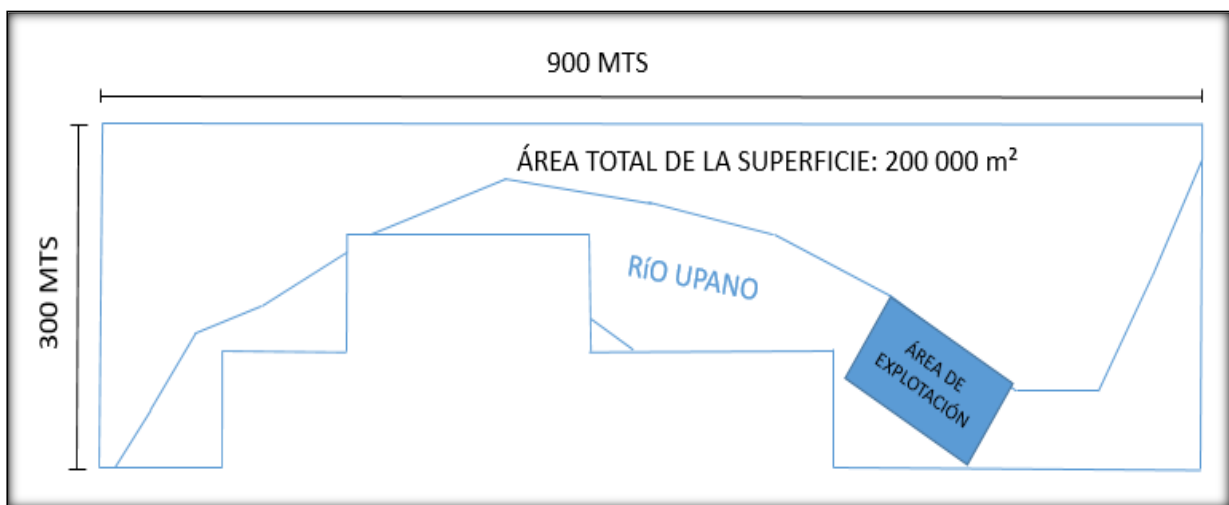 900 MTS
ÁREA TOTAL DE LA SUPERFICIE: 200 000 m²
300 MTS
RíO UPANO
ÁREA DE
EXPLOTACIÓN